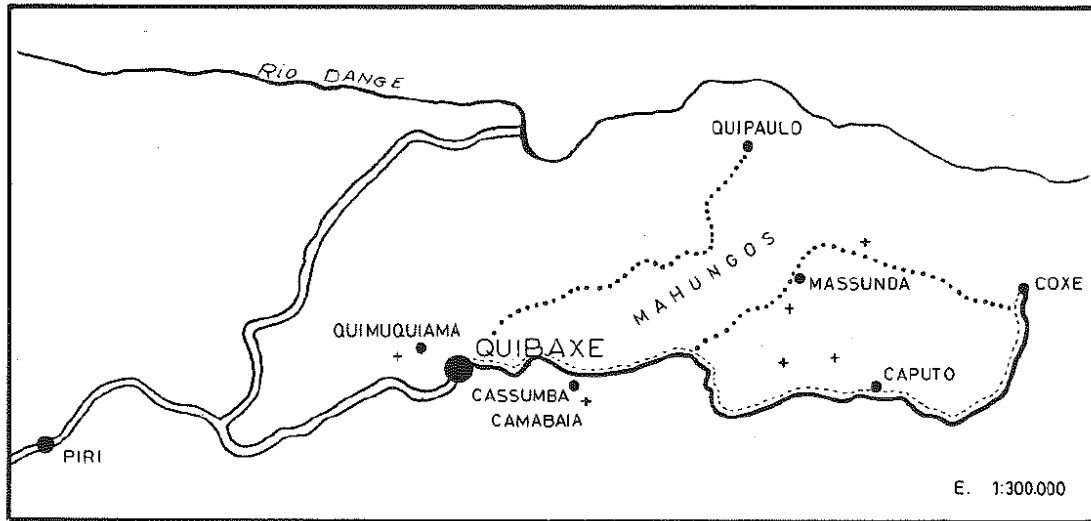 Rio DANGE
QUIPAULO
MAHUNGOS
MASSUNDA
COXE
QUIMUQUIAMA
QUIBAXE
CASSUMBA
CAMABAIA
CAPUTO
PIRI
E. 1:300.000